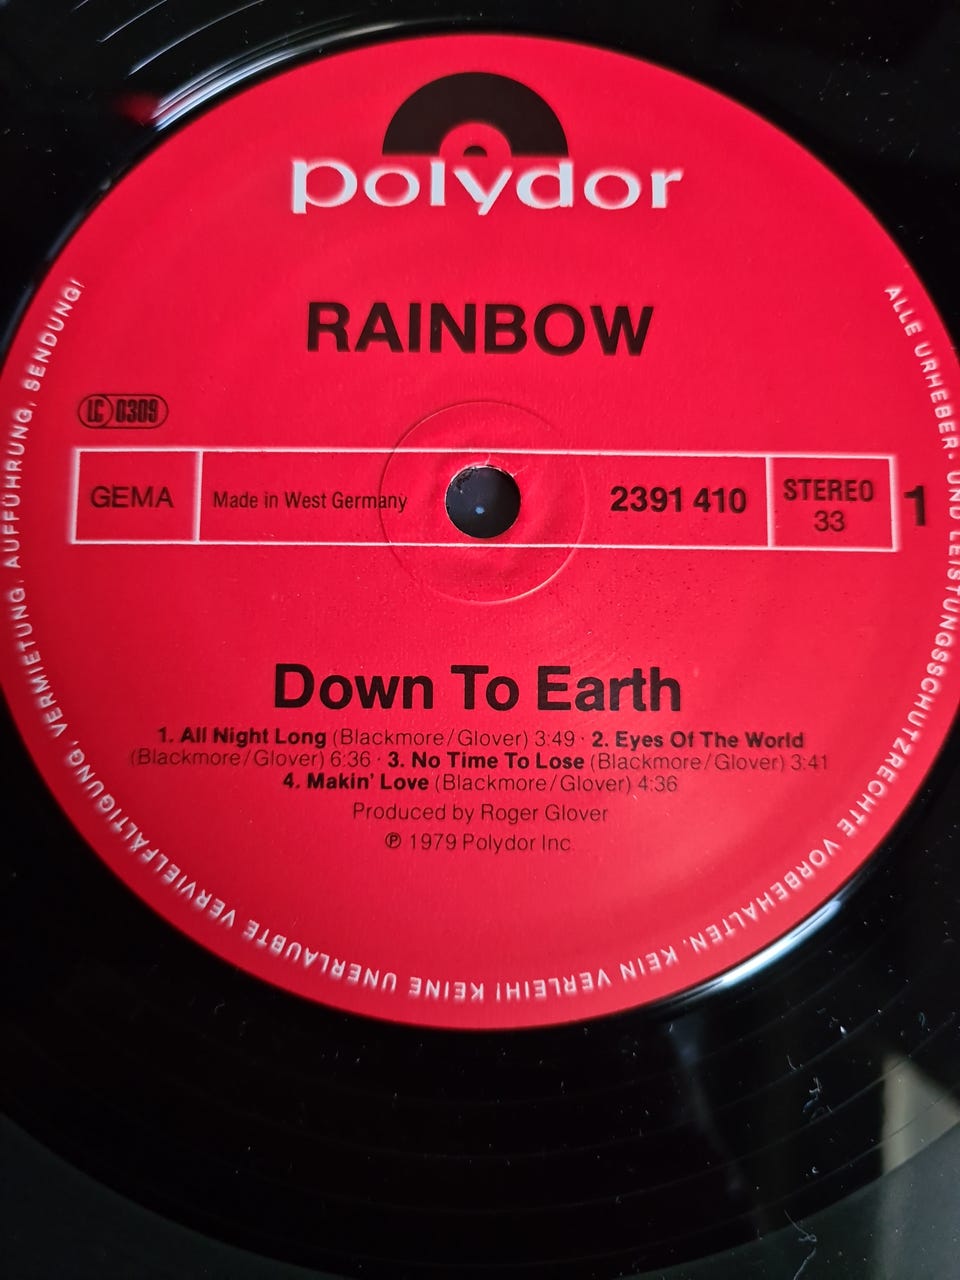 polydor
RAINBOW
LC 0309
GEMA
Made in West Germany
2391 410
STEREO
33
1
Down To Earth
1. All Night Long (Blackmore/Glover) 3:49 · 2. Eyes Of The World
(Blackmore/Glover) 6:36 · 3. No Time To Lose (Blackmore/Glover) 3:41
4. Makin' Love (Blackmore/Glover) 4:36
Produced by Roger Glover
℗ 1979 Polydor Inc.
ALLE URHEBER- UND LEISTUNGSSCHUTZRECHTE VORBEHALTEN. KEIN VERLEIH! KEINE UNERLAUBTE VERVIELFÄLTIGUNG, VERMIETUNG, AUFFÜHRUNG, SENDUNG!